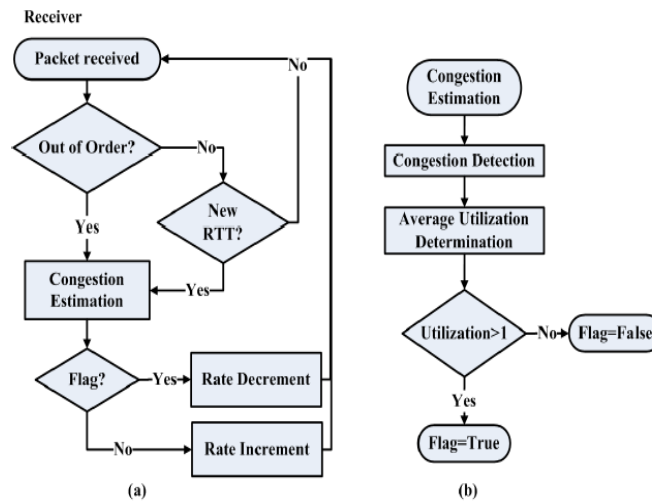 Receiver
Packet received
No
Out of Order?
No
New
RTT?
Yes
Yes
Congestion
Estimation
Flag?
Yes
Rate Decrement
No
Rate Increment
(a)
Congestion
Estimation
Congestion Detection
Average Utilization
Determination
Utilization>1
No
Flag=False
Yes
Flag=True
(b)